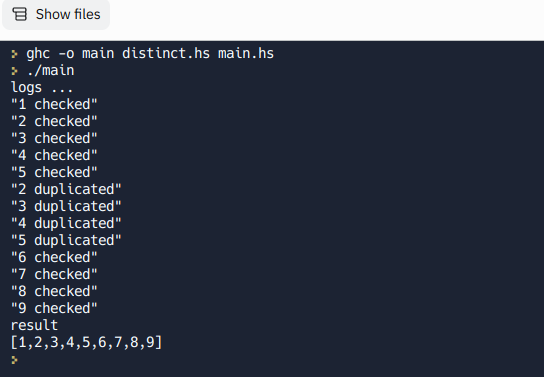 Show files
> ghc -o main distinct.hs main.hs
> ./main
logs ...
"1 checked"
"2 checked"
"3 checked"
"4 checked"
"5 checked"
"2 duplicated"
"3 duplicated"
"4 duplicated"
"5 duplicated"
"6 checked"
"7 checked"
"8 checked"
"9 checked"
result
[1,2,3,4,5,6,7,8,9]
>